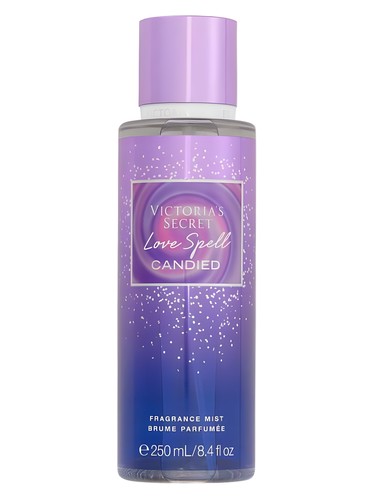 VICTORIA'S
SECRET
Love Spell
CANDIED
FRAGRANCE MIST
BRUME PARFUMÉE
℮ 250 mL/8.4 fl oz